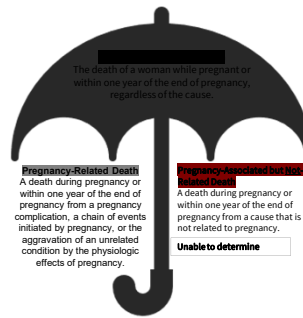 The death of a woman while pregnant or
within one year of the end of pregnancy,
regardless of the cause.
Pregnancy-Related Death
A death during pregnancy or
within one year of the end of
pregnancy from a pregnancy
complication, a chain of events
initiated by pregnancy, or the
aggravation of an unrelated
condition by the physiologic
effects of pregnancy.
Pregnancy-Associated but Not-
Related Death
A death during pregnancy or
within one year of the end of
pregnancy from a cause that is
not related to pregnancy.
Unable to determine